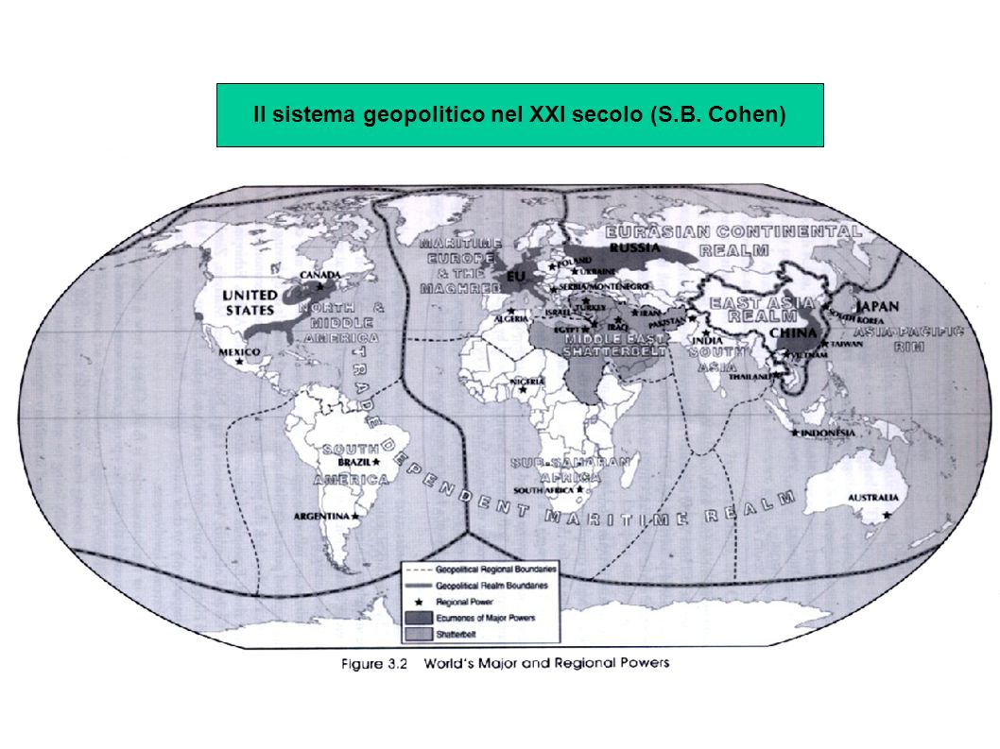 Il sistema geopolitico nel XXI secolo (S.B. Cohen)
EURASIAN CONTINENTAL
REALM
RUSSIA
MARITIME
EUROPE
& THE
MAGHREB
EU
POLAND
UKRAINE
SERBIA/MONTENEGRO
CANADA
UNITED
STATES
NORTH &
MIDDLE
AMERICA
MEXICO
ALGERIA
ISRAEL
TURKEY
EGYPT
IRAQ
IRAN
PAKISTAN
MIDDLE EAST
SHATTERBELT
EAST ASIA
REALM
CHINA
JAPAN
SOUTH KOREA
ASIA-PACIFIC
RIM
TAIWAN
VIETNAM
THAILAND
INDIA
SOUTH
ASIA
NIGERIA
INDONESIA
SOUTH
AMERICA
BRAZIL
ARGENTINA
SUB-SAHARAN
AFRICA
SOUTH AFRICA
AUSTRALIA
TRADE DEPENDENT MARITIME REALM
Geopolitical Regional Boundaries
Geopolitical Realm Boundaries
Regional Power
Ecumenes of Major Powers
Shatterbelt
Figure 3.2 World's Major and Regional Powers